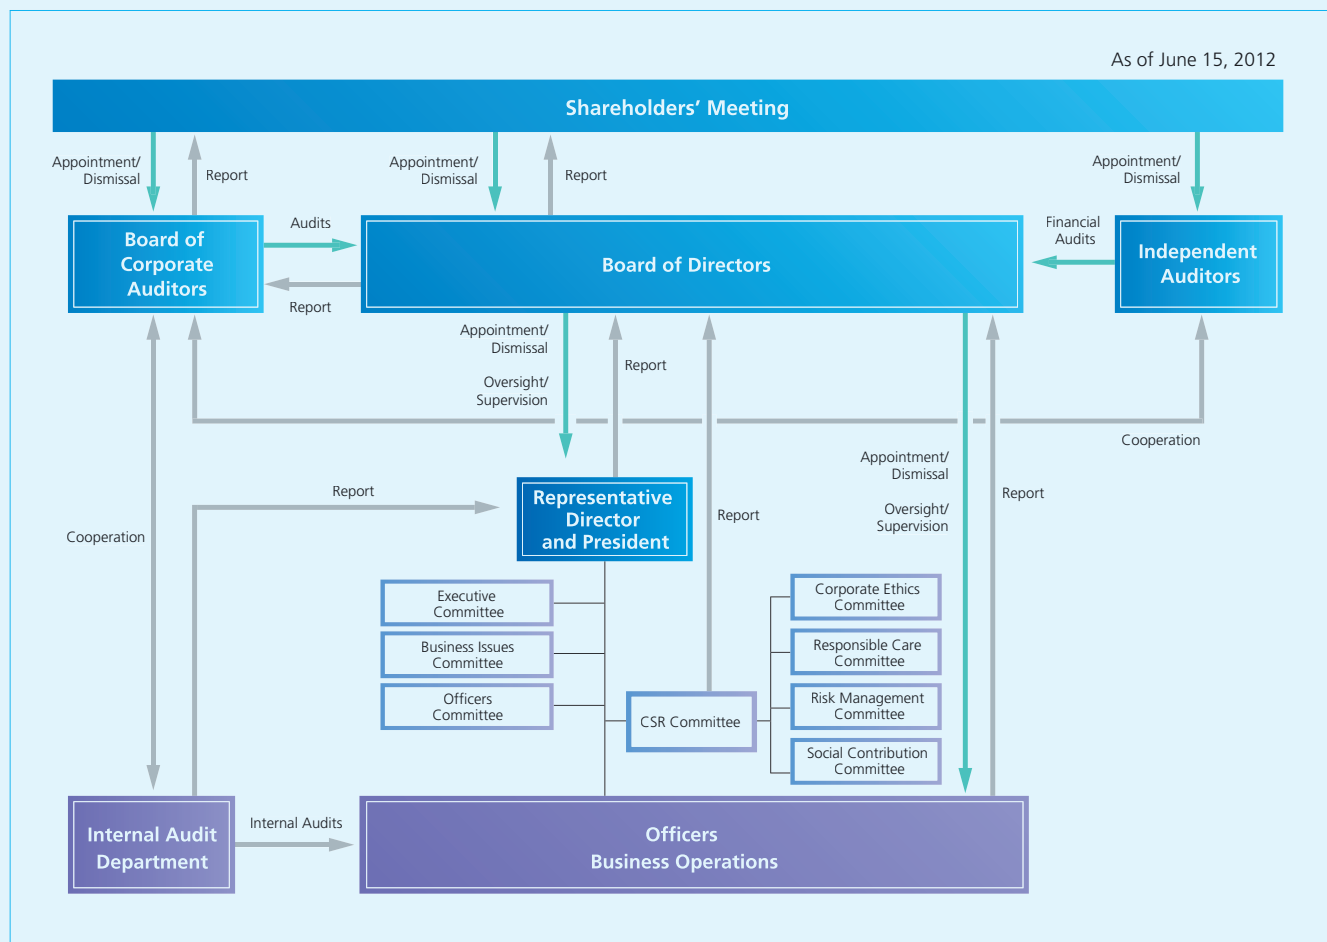 As of June 15, 2012
Shareholders’ Meeting
Appointment/
Dismissal
Report
Appointment/
Dismissal
Report
Appointment/
Dismissal
Board of
Corporate
Auditors
Audits
Report
Board of Directors
Financial
Audits
Independent
Auditors
Appointment/
Dismissal
Oversight/
Supervision
Report
Cooperation
Appointment/
Dismissal
Oversight/
Supervision
Report
Report
Report
Cooperation
Representative
Director
and President
Executive
Committee
Business Issues
Committee
Officers
Committee
CSR Committee
Corporate Ethics
Committee
Responsible Care
Committee
Risk Management
Committee
Social Contribution
Committee
Internal Audit
Department
Internal Audits
Officers
Business Operations